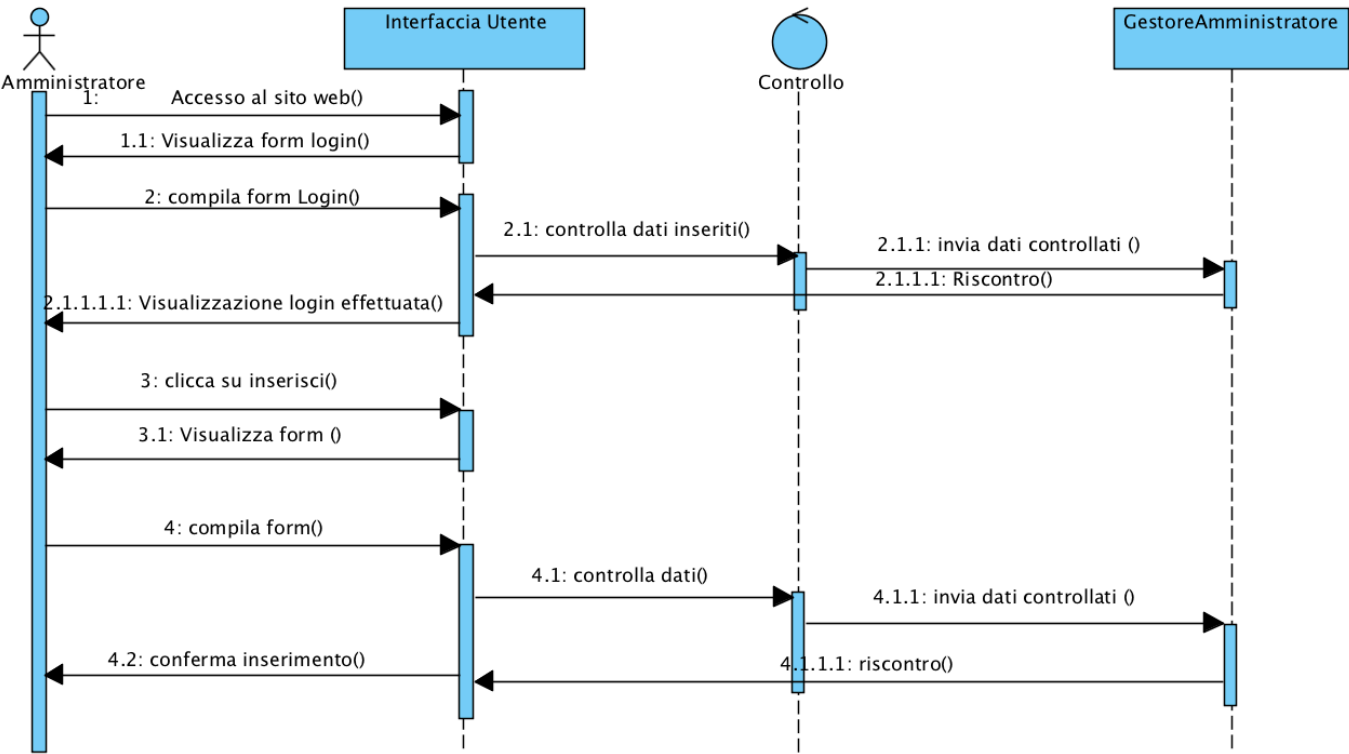 Interfaccia Utente
GestoreAmministratore
Amministratore
Controllo
1: Accesso al sito web()
1.1: Visualizza form login()
2: compila form Login()
2.1: controlla dati inseriti()
2.1.1: invia dati controllati ()
2.1.1.1: Riscontro()
2.1.1.1.1: Visualizzazione login effettuata()
3: clicca su inserisci()
3.1: Visualizza form ()
4: compila form()
4.1: controlla dati()
4.1.1: invia dati controllati ()
4.2: conferma inserimento()
4.1.1.1: riscontro()